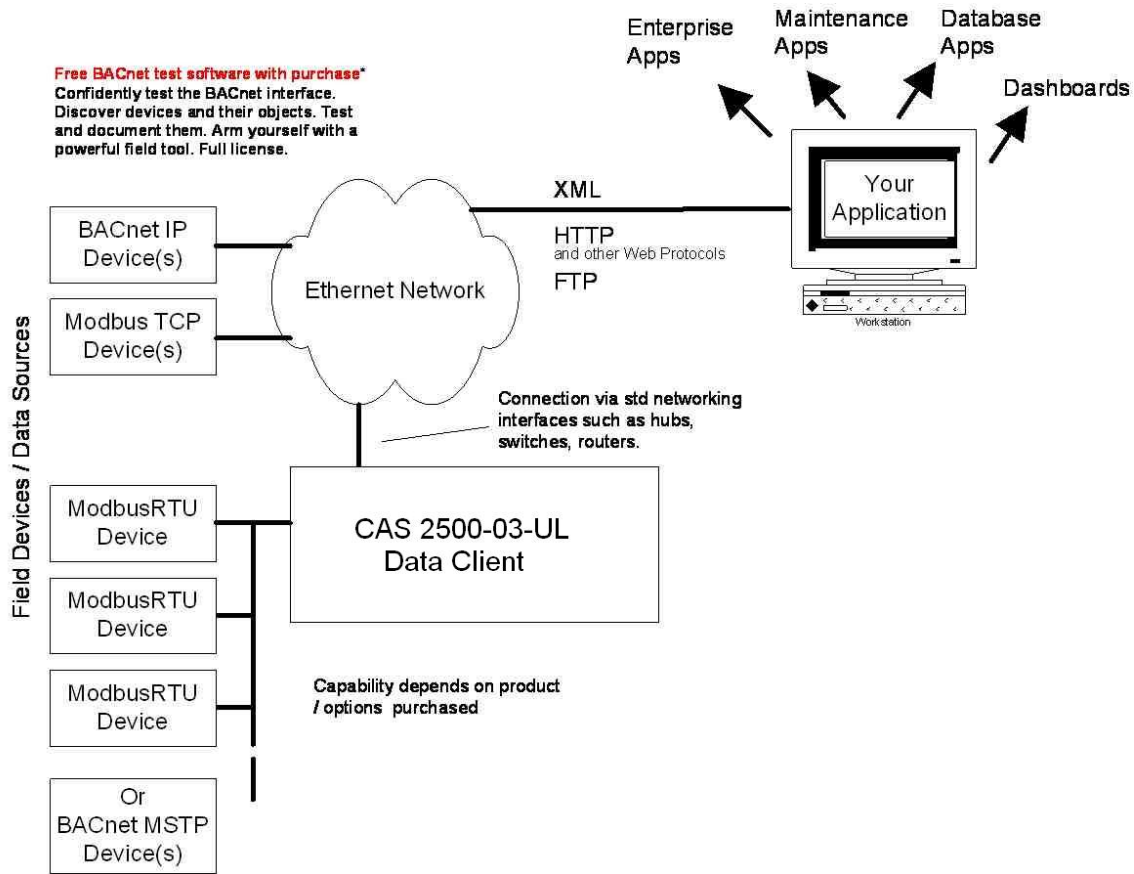 Enterprise
Apps
Maintenance
Apps
Database
Apps
Dashboards
Free BACnet test software with purchase*
Confidently test the BACnet interface.
Discover devices and their objects. Test
and document them. Arm yourself with a
powerful field tool. Full license.
XML
HTTP
and other Web Protocols
FTP
Your
Application
Workstation
BACnet IP
Device(s)
Ethernet Network
Modbus TCP
Device(s)
Field Devices / Data Sources
Connection via std networking
interfaces such as hubs,
switches, routers.
ModbusRTU
Device
CAS 2500-03-UL
Data Client
ModbusRTU
Device
ModbusRTU
Device
Capability depends on product
/ options purchased
Or
BACnet MSTP
Device(s)